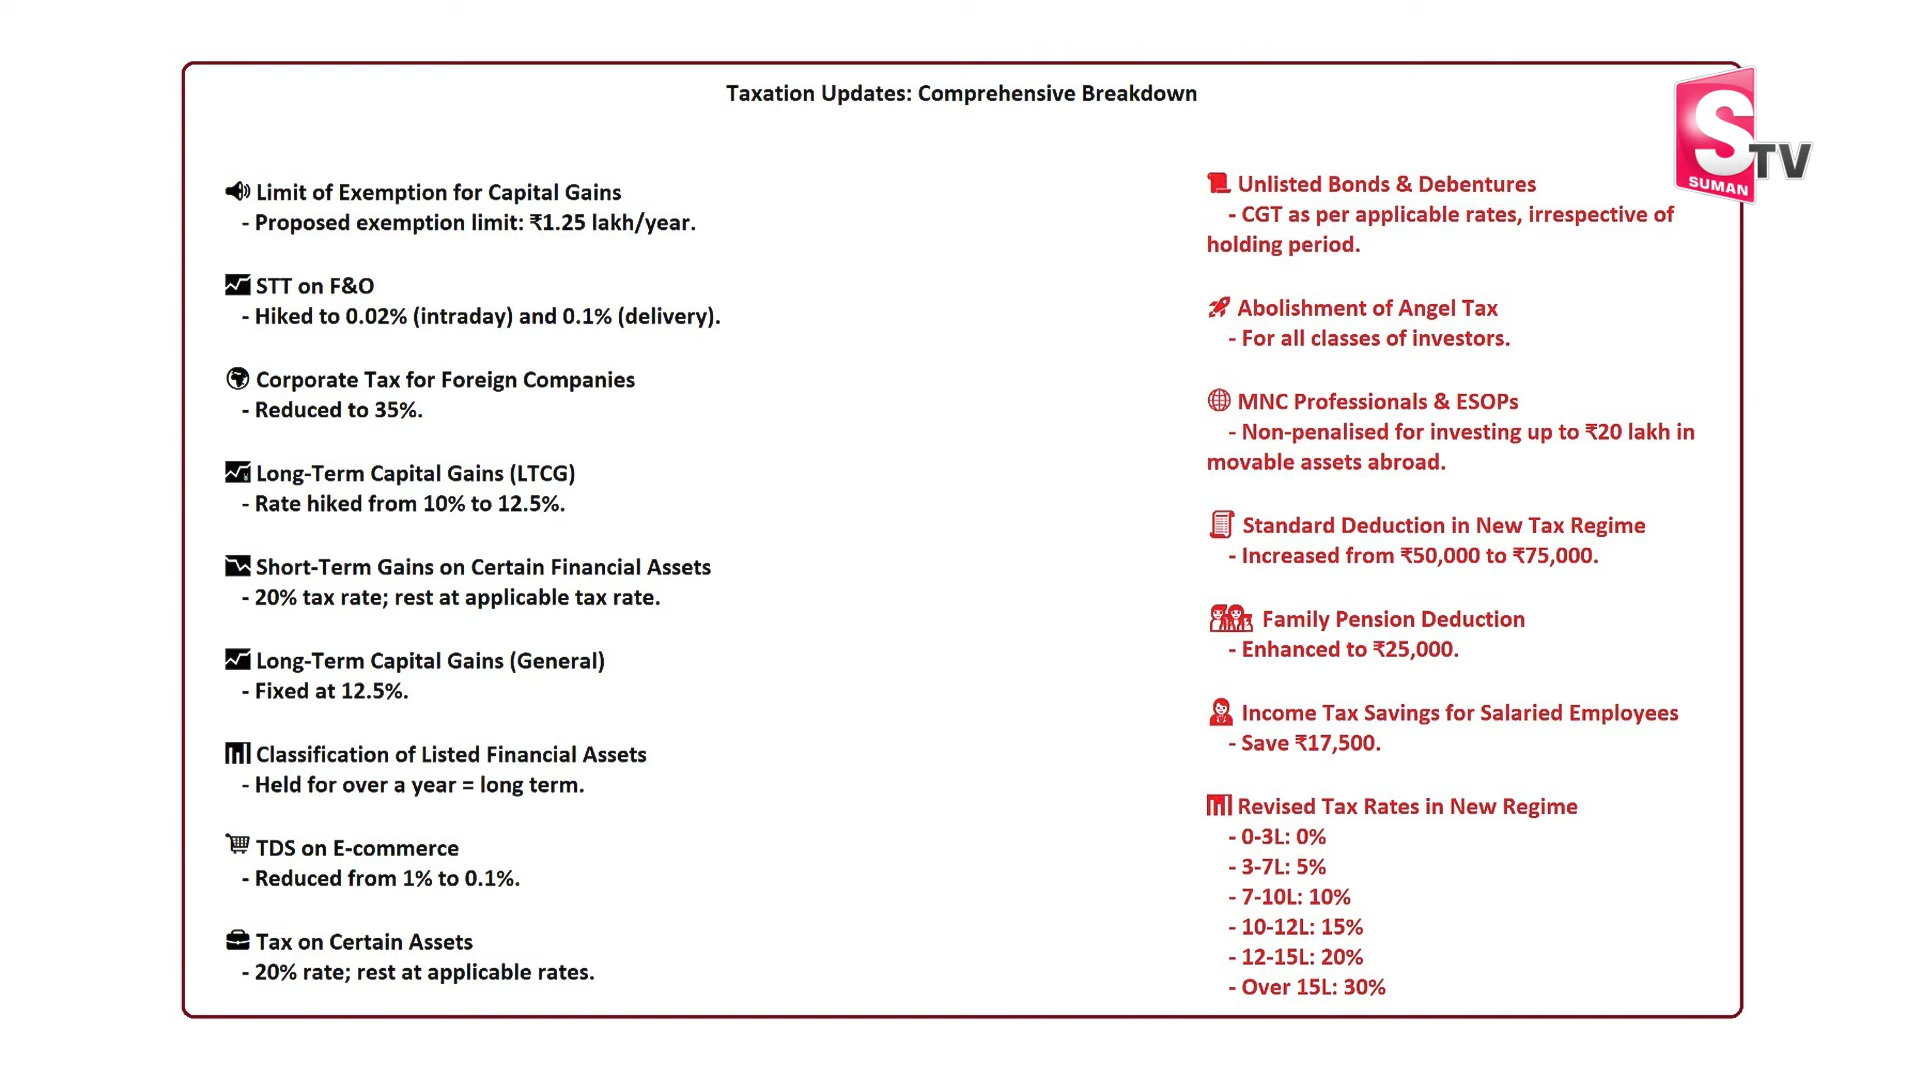 Taxation Updates: Comprehensive Breakdown
Limit of Exemption for Capital Gains
- Proposed exemption limit: ₹1.25 lakh/year.
STT on F&O
- Hiked to 0.02% (intraday) and 0.1% (delivery).
Corporate Tax for Foreign Companies
- Reduced to 35%.
Long-Term Capital Gains (LTCG)
- Rate hiked from 10% to 12.5%.
Short-Term Gains on Certain Financial Assets
- 20% tax rate; rest at applicable tax rate.
Long-Term Capital Gains (General)
- Fixed at 12.5%.
Classification of Listed Financial Assets
- Held for over a year = long term.
TDS on E-commerce
- Reduced from 1% to 0.1%.
Tax on Certain Assets
- 20% rate; rest at applicable rates.
Unlisted Bonds & Debentures
- CGT as per applicable rates, irrespective of
holding period.
Abolishment of Angel Tax
- For all classes of investors.
MNC Professionals & ESOPs
- Non-penalised for investing up to ₹20 lakh in
movable assets abroad.
Standard Deduction in New Tax Regime
- Increased from ₹50,000 to ₹75,000.
Family Pension Deduction
- Enhanced to ₹25,000.
Income Tax Savings for Salaried Employees
- Save ₹17,500.
Revised Tax Rates in New Regime
- 0-3L: 0%
- 3-7L: 5%
- 7-10L: 10%
- 10-12L: 15%
- 12-15L: 20%
- Over 15L: 30%
S TV
SUMAN